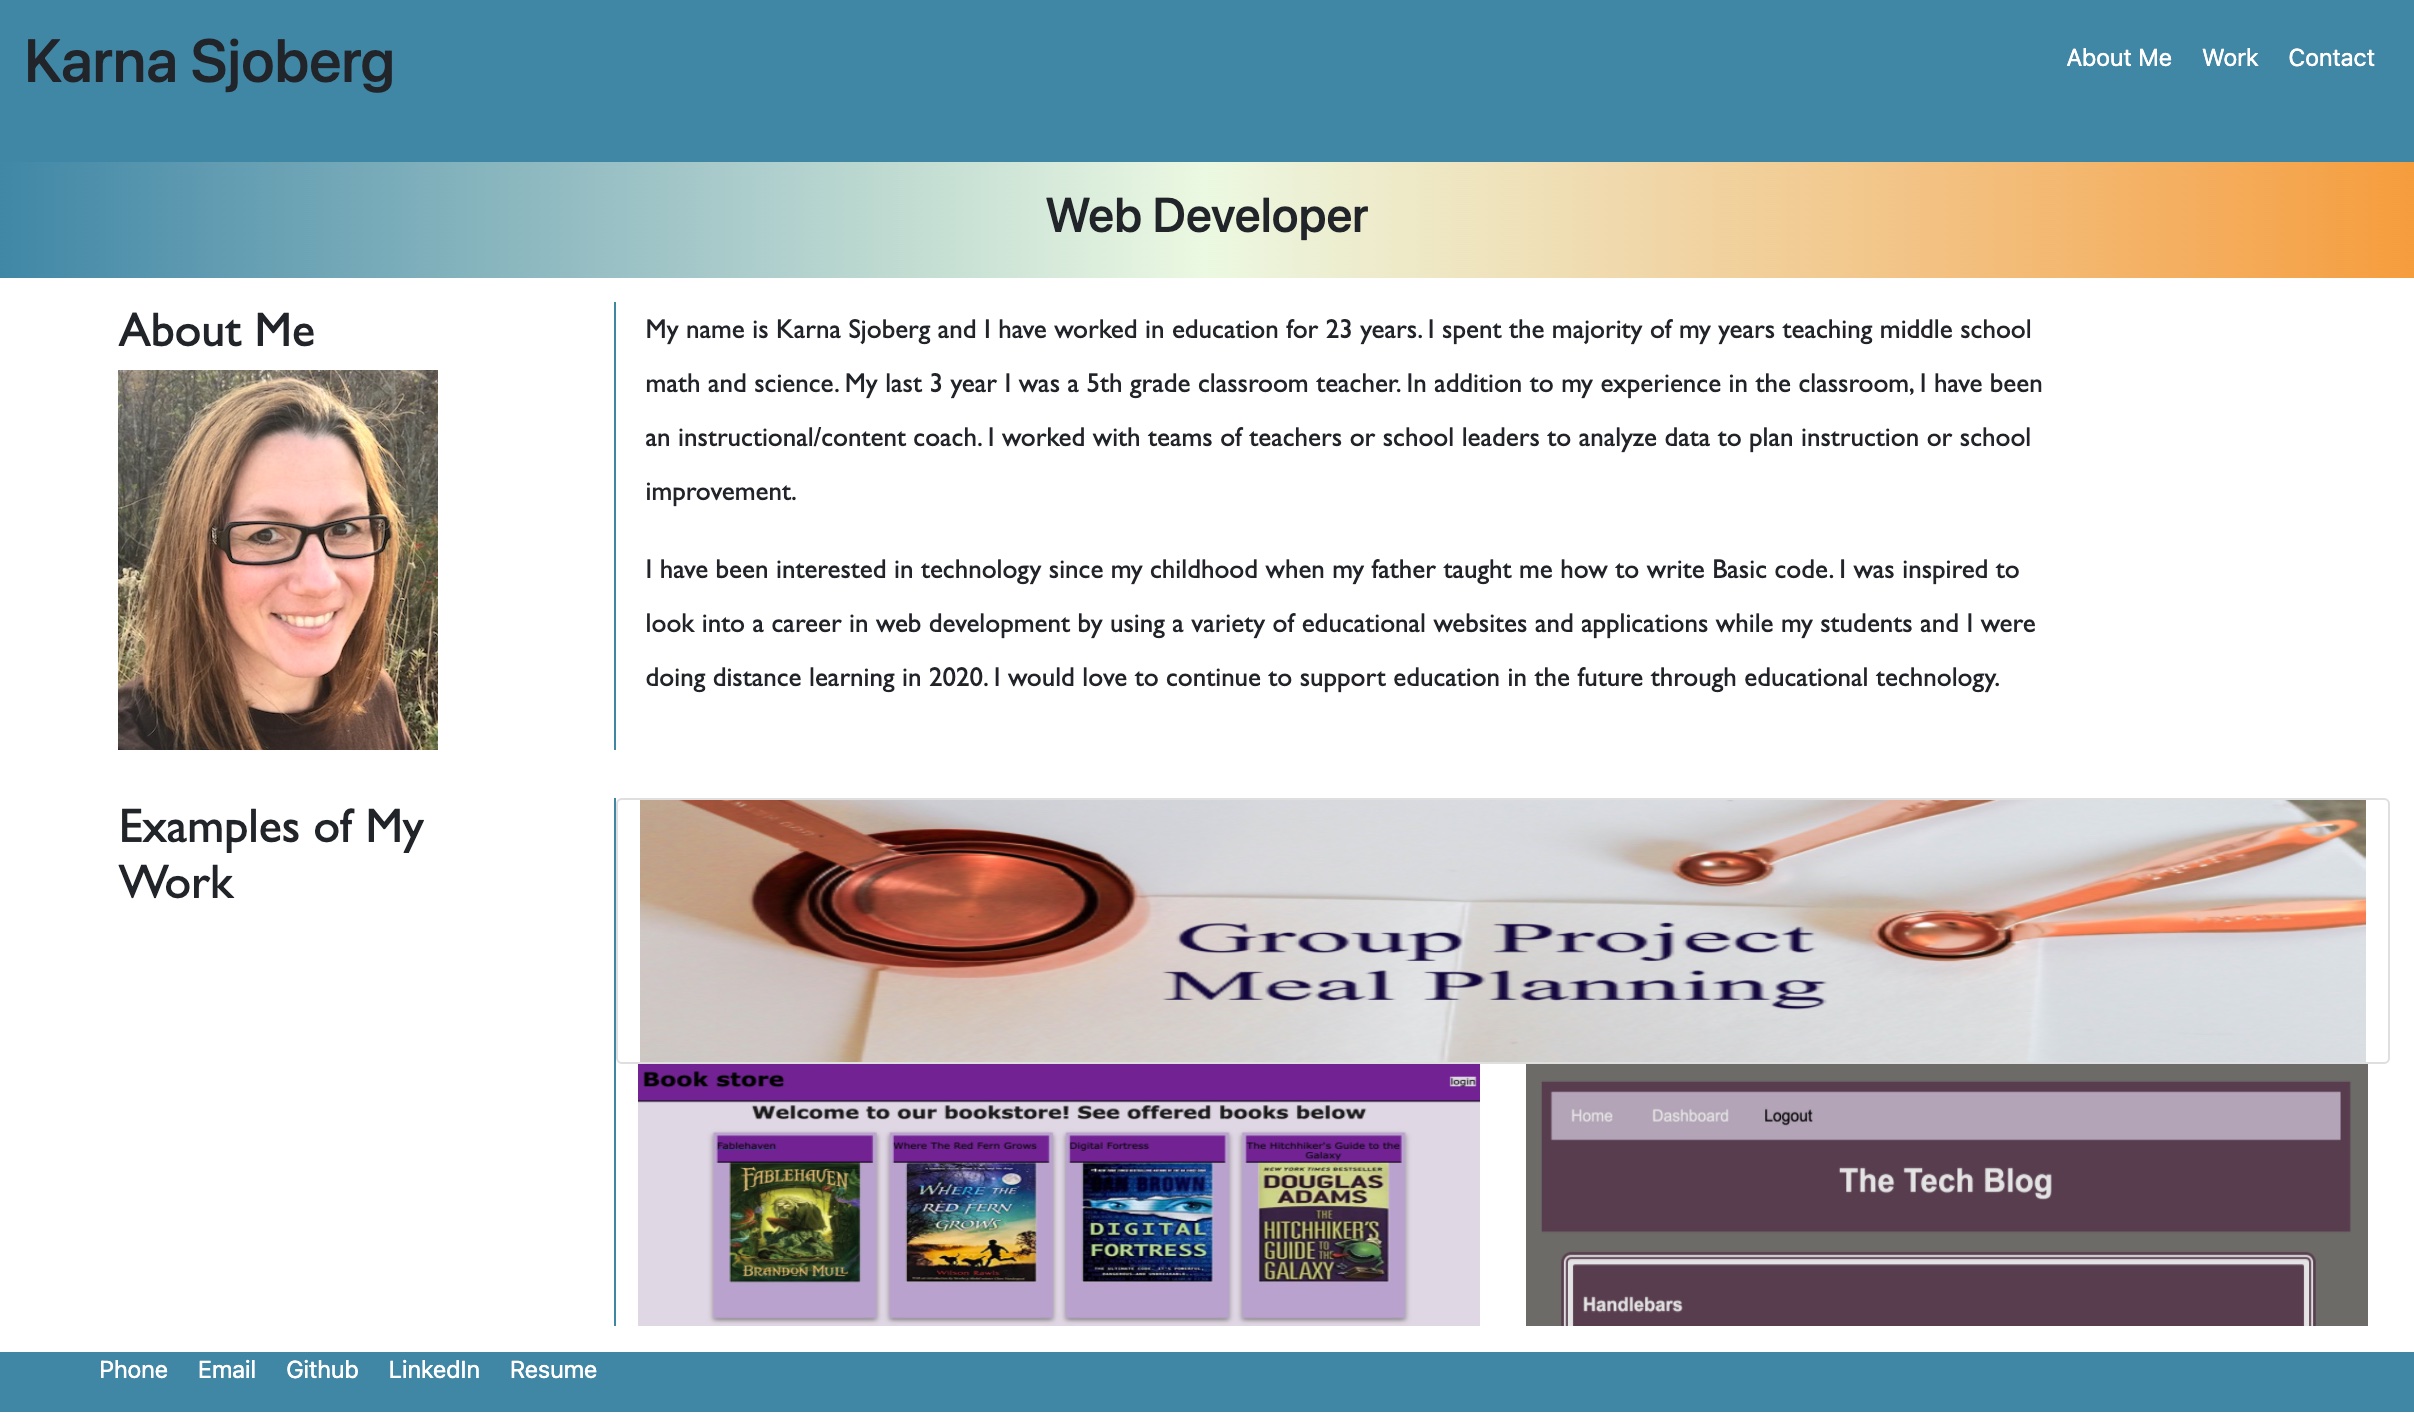 Karna Sjoberg
About Me Work Contact
Web Developer
About Me
My name is Karna Sjoberg and I have worked in education for 23 years. I spent the majority of my years teaching middle school
math and science. My last 3 year I was a 5th grade classroom teacher. In addition to my experience in the classroom, I have been
an instructional/content coach. I worked with teams of teachers or school leaders to analyze data to plan instruction or school
improvement.
I have been interested in technology since my childhood when my father taught me how to write Basic code. I was inspired to
look into a career in web development by using a variety of educational websites and applications while my students and I were
doing distance learning in 2020. I would love to continue to support education in the future through educational technology.
Examples of My
Work
Group Project
Meal Planning
Book store
login
Welcome to our bookstore! See offered books below
Fablehaven
Where The Red Fern Grows
Digital Fortress
The Hitchhiker's Guide to the
Galaxy
FABLEHAVEN
BRANDON MULL
WHERE THE
RED FERN
GROWS
Wilson Rawls
DAN BROWN
DIGITAL
FORTRESS
NEW YORK TIMES BESTSELLER
DOUGLAS
ADAMS
THE
HITCHHIKER'S
GUIDE TO THE
GALAXY
Home Dashboard Logout
The Tech Blog
Handlebars
Phone Email Github LinkedIn Resume